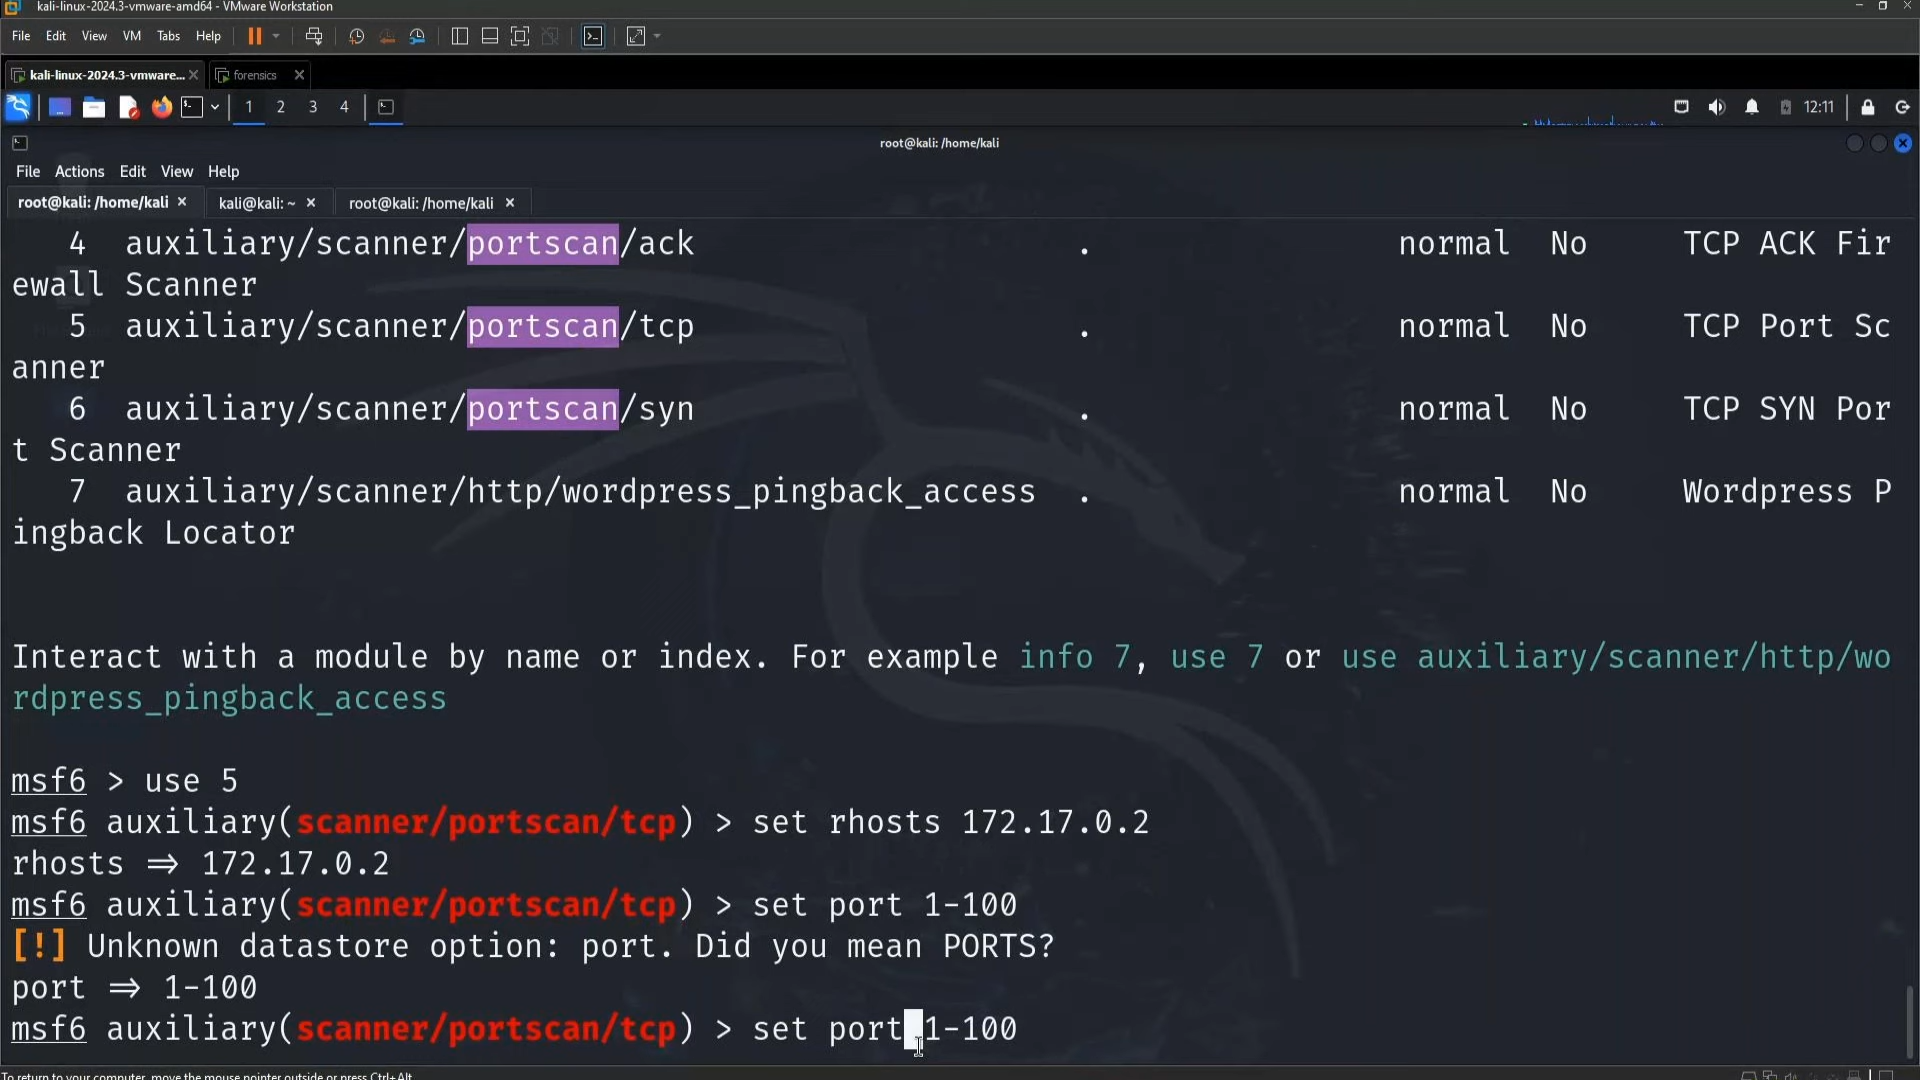 kali-linux-2024.3-vmware-amd64 - VMware Workstation
File Edit View VM Tabs Help
kali-linux-2024.3-vmware... forensics
1 2 3 4 12:11
root@kali: /home/kali
File Actions Edit View Help
root@kali: /home/kali kali@kali: ~ root@kali: /home/kali
4 auxiliary/scanner/portscan/ack . normal No TCP ACK Fir
ewall Scanner
5 auxiliary/scanner/portscan/tcp . normal No TCP Port Sc
anner
6 auxiliary/scanner/portscan/syn . normal No TCP SYN Por
t Scanner
7 auxiliary/scanner/http/wordpress_pingback_access . normal No Wordpress P
ingback Locator
Interact with a module by name or index. For example info 7, use 7 or use auxiliary/scanner/http/wo
rdpress_pingback_access
msf6 > use 5
msf6 auxiliary(scanner/portscan/tcp) > set rhosts 172.17.0.2
rhosts => 172.17.0.2
msf6 auxiliary(scanner/portscan/tcp) > set port 1-100
[!] Unknown datastore option: port. Did you mean PORTS?
port => 1-100
msf6 auxiliary(scanner/portscan/tcp) > set port 1-100
To return to your computer, move the mouse pointer outside or press Ctrl+Alt.